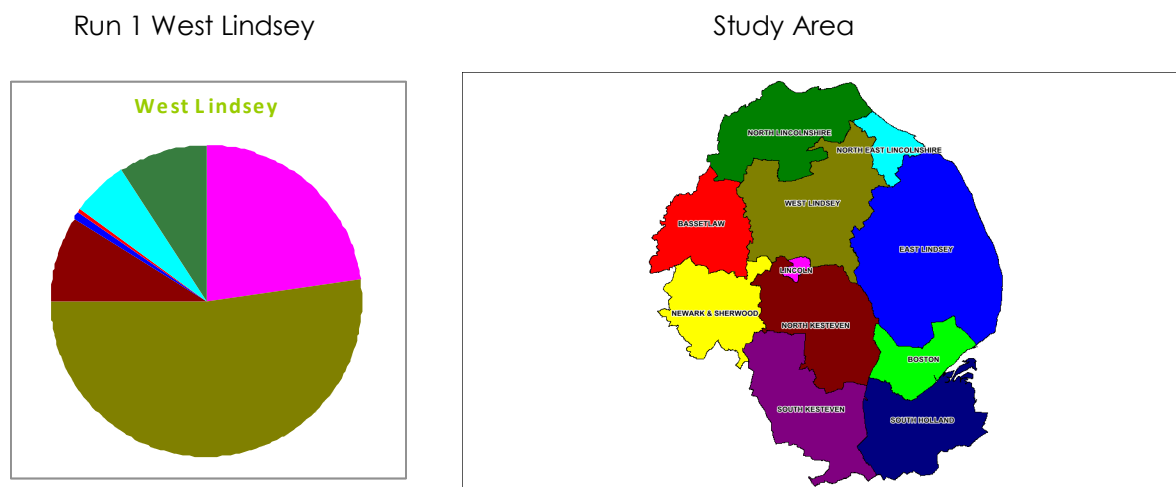 Run 1 West Lindsey
Study Area
West Lindsey
NORTH LINCOLNSHIRE
NORTH EAST LINCOLNSHIRE
WEST LINDSEY
BASSETLAW
EAST LINDSEY
LINCOLN
NEWARK & SHERWOOD
NORTH KESTEVEN
BOSTON
SOUTH KESTEVEN
SOUTH HOLLAND